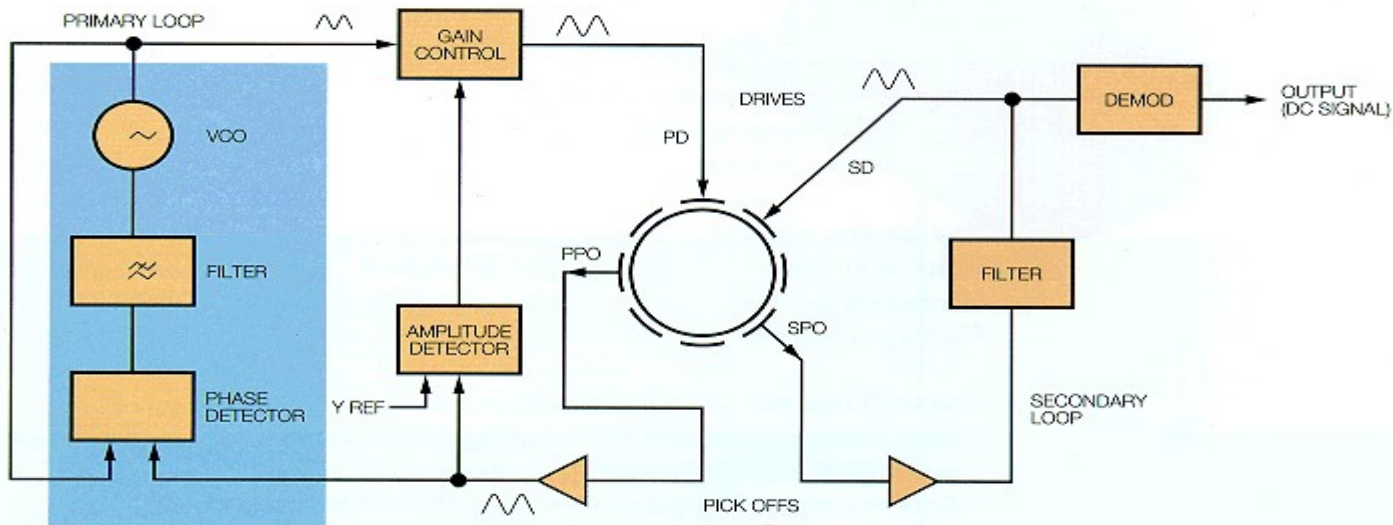 PRIMARY LOOP
GAIN
CONTROL
DRIVES
DEMOD
OUTPUT
(DC SIGNAL)
VCO
PD
SD
FILTER
PPO
FILTER
SPO
AMPLITUDE
DETECTOR
PHASE
DETECTOR
Y REF
SECONDARY
LOOP
PICK OFFS